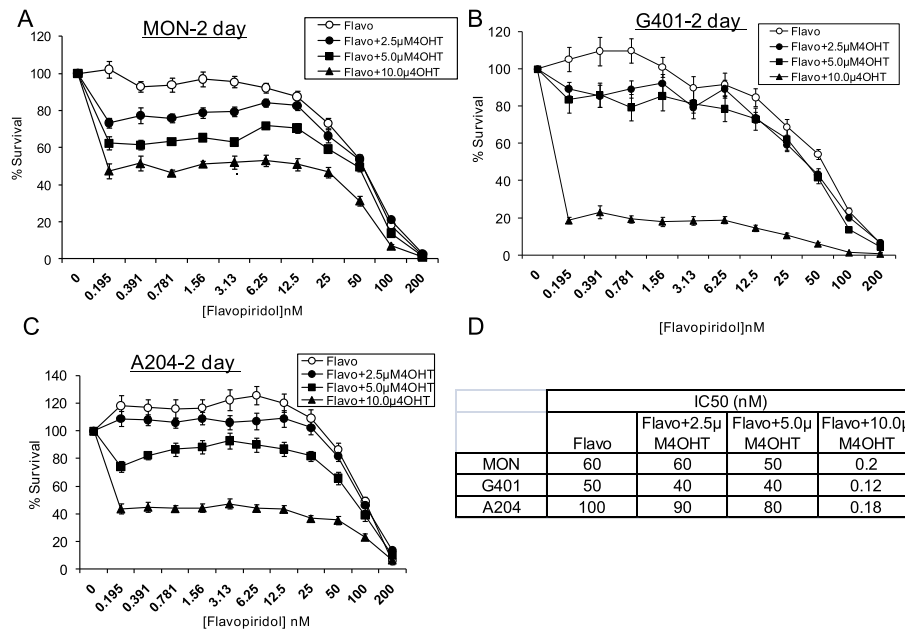 A
MON-2 day
Flavo
Flavo+2.5µM4OHT
Flavo+5.0µM4OHT
Flavo+10.0µ4OHT
120
100
80
60
40
20
0
% Survival
0
0.195
0.391
0.781
1.56
3.13
6.25
12.5
25
50
100
200
[Flavopiridol]nM
B
G401-2 day
Flavo
Flavo+2.5µM4OHT
Flavo+5.0µM4OHT
Flavo+10.0µ4OHT
120
100
80
60
40
20
0
% Survival
0
0.195
0.391
0.781
1.56
3.13
6.25
12.5
25
50
100
200
[Flavopiridol]nM
C
A204-2 day
Flavo
Flavo+2.5µM4OHT
Flavo+5.0µM4OHT
Flavo+10.0µ4OHT
140
120
100
80
60
40
20
0
% Survival
0
0.195
0.391
0.781
1.56
3.13
6.25
12.5
25
50
100
200
[Flavopiridol] nM
D
IC50 (nM)
Flavo Flavo+2.5µ M4OHT Flavo+5.0µ M4OHT Flavo+10.0µ M4OHT
MON 60 60 50 0.2
G401 50 40 40 0.12
A204 100 90 80 0.18